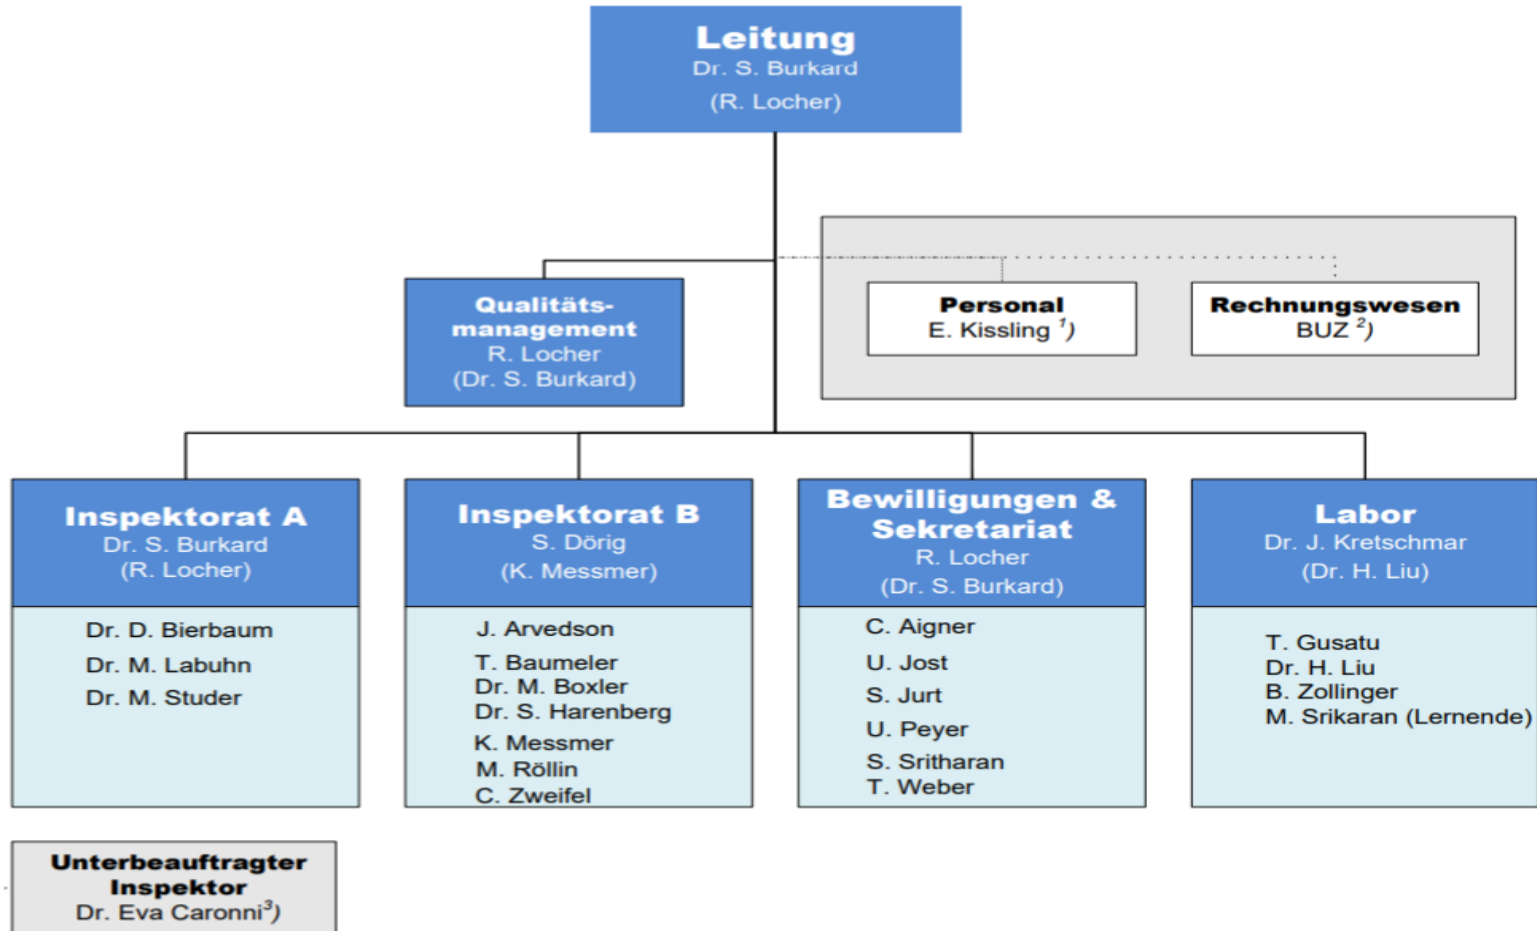 Leitung
Dr. S. Burkard
(R. Locher)
Qualitäts-
management
R. Locher
(Dr. S. Burkard)
Personal
E. Kissling ¹)
Rechnungswesen
BUZ ²)
Inspektorat A
Dr. S. Burkard
(R. Locher)
Dr. D. Bierbaum
Dr. M. Labuhn
Dr. M. Studer
Inspektorat B
S. Dörig
(K. Messmer)
J. Arvedson
T. Baumeler
Dr. M. Boxler
Dr. S. Harenberg
K. Messmer
M. Röllin
C. Zweifel
Bewilligungen &
Sekretariat
R. Locher
(Dr. S. Burkard)
C. Aigner
U. Jost
S. Jurt
U. Peyer
S. Sritharan
T. Weber
Labor
Dr. J. Kretschmar
(Dr. H. Liu)
T. Gusatu
Dr. H. Liu
B. Zollinger
M. Srikaran (Lernende)
Unterbeauftragter
Inspektor
Dr. Eva Caronni³)